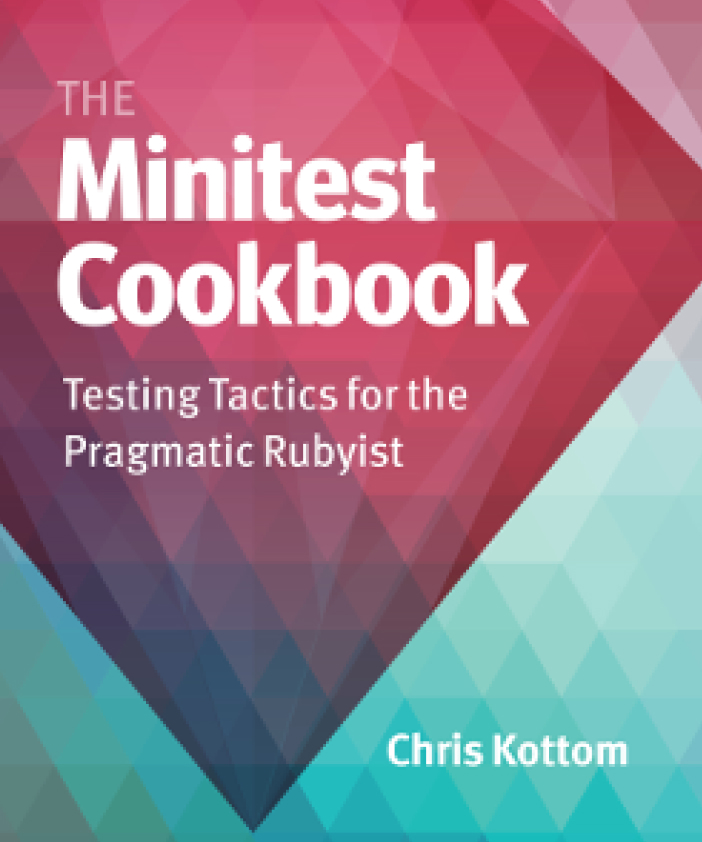 THE
Minitest
Cookbook
Testing Tactics for the
Pragmatic Rubyist
Chris Kottom